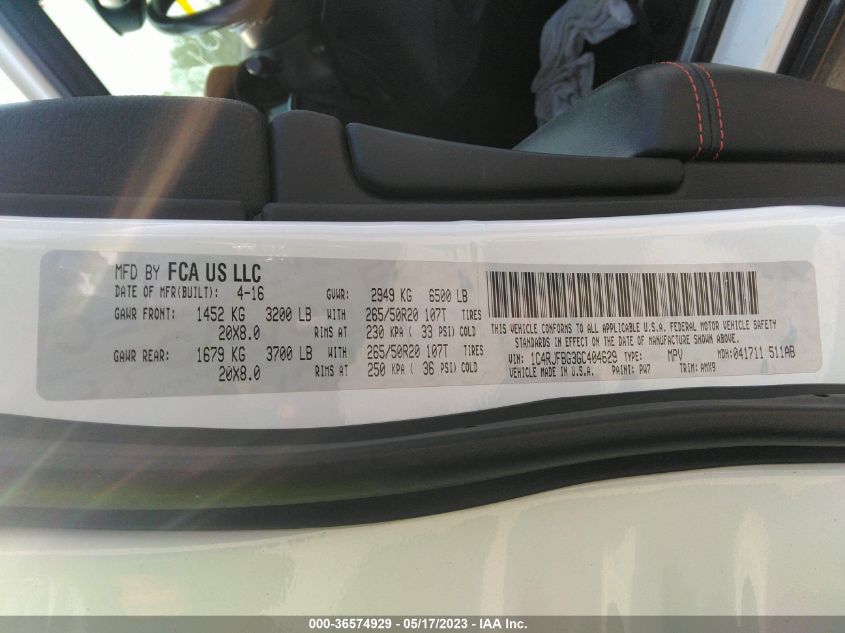 MFD BY FCA US LLC
DATE OF MFR(BUILT): 4-16 GVWR: 2949 KG 6500 LB
GAWR FRONT: 1452 KG 3200 LB WITH 265/50R20 107T TIRES
20X8.0 RIMS AT 230 KPA ( 33 PSI) COLD
GAWR REAR: 1679 KG 3700 LB WITH 265/50R20 107T TIRES
20X8.0 RIMS AT 250 KPA ( 36 PSI) COLD
THIS VEHICLE CONFORMS TO ALL APPLICABLE U.S.A. FEDERAL MOTOR VEHICLE SAFETY
STANDARDS IN EFFECT ON THE DATE OF MANUFACTURE SHOWN ABOVE.
VIN: 1C4RJFBG3GC404629 TYPE: MPV MDH: 041711 511AB
VEHICLE MADE IN U.S.A. PAINT: PW7 TRIM: AMX9
000-36574929 - 05/17/2023 - IAA Inc.